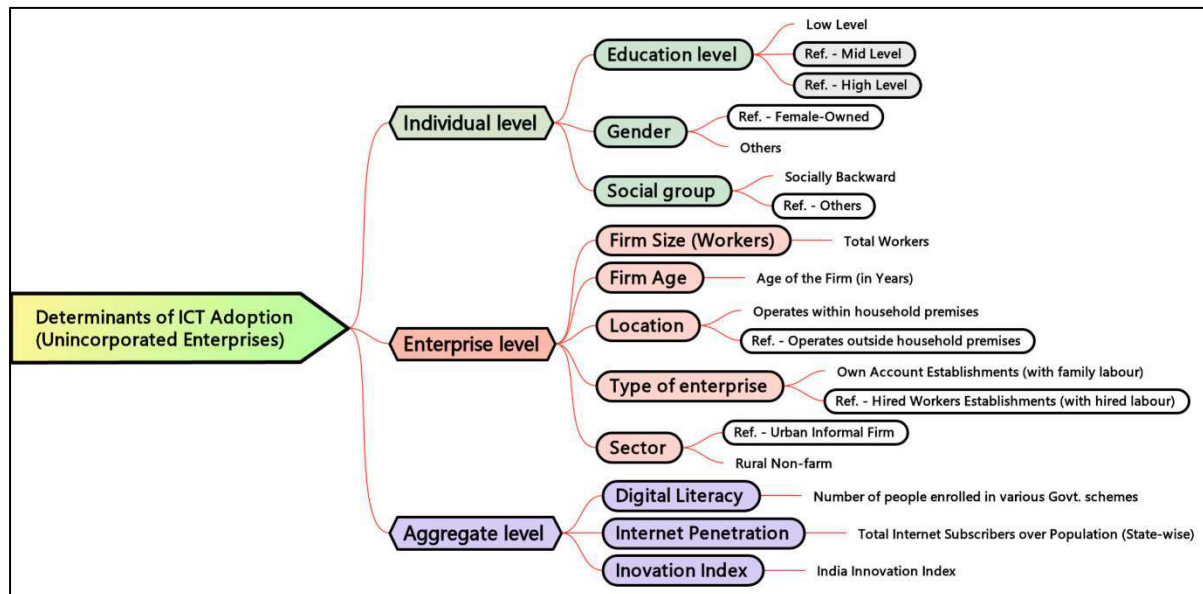 Determinants of ICT Adoption
(Unincorporated Enterprises)
Individual level
Education level
Low Level
Ref. - Mid Level
Ref. - High Level
Gender
Ref. - Female-Owned
Others
Social group
Socially Backward
Ref. - Others
Enterprise level
Firm Size (Workers)
Total Workers
Firm Age
Age of the Firm (in Years)
Location
Operates within household premises
Ref. - Operates outside household premises
Type of enterprise
Own Account Establishments (with family labour)
Ref. - Hired Workers Establishments (with hired labour)
Sector
Ref. - Urban Informal Firm
Rural Non-farm
Aggregate level
Digital Literacy
Number of people enrolled in various Govt. schemes
Internet Penetration
Total Internet Subscribers over Population (State-wise)
Inovation Index
India Innovation Index